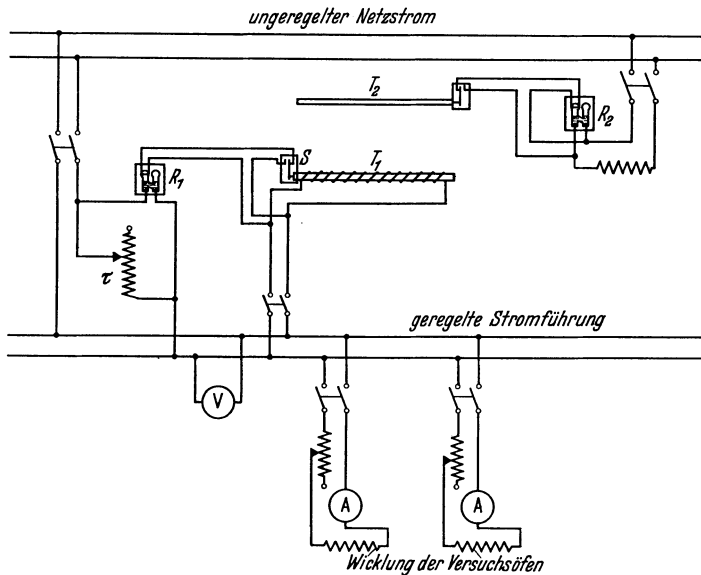 ungeregelter Netzstrom
T2
R2
S
T1
R1
τ
geregelte Stromführung
V
A
A
Wicklung der Versuchsöfen